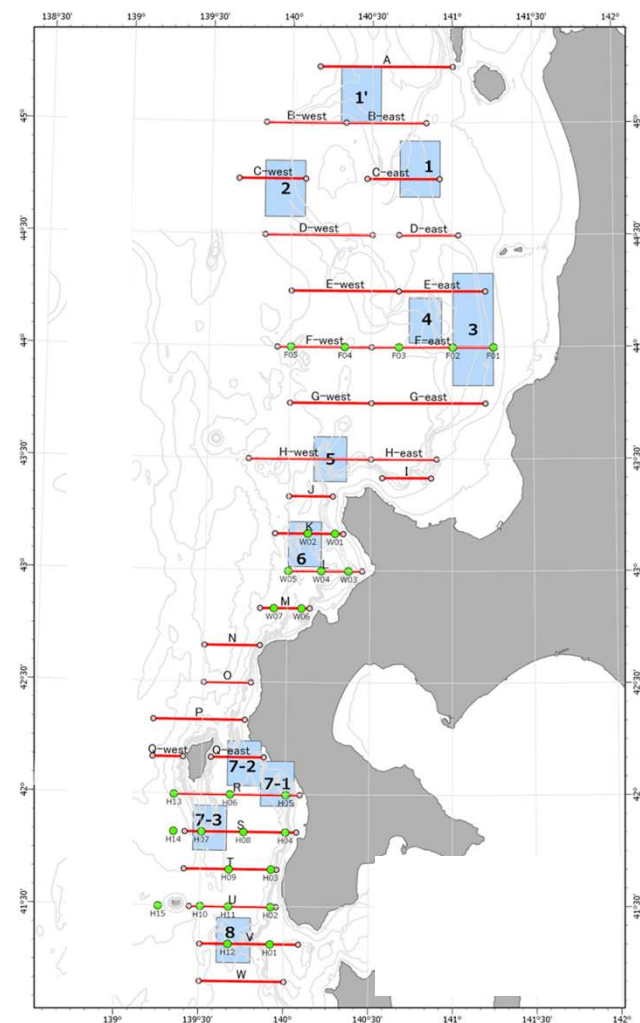 138°30' 139° 139°30' 140° 140°30' 141° 141°30' 142°
A
1'
45° 45°
B-west B-east
1
C-west C-east
2
44°30' 44°30'
D-west D-east
E-west E-east
4 3
44° 44°
F-west F-east
F05 F04 F03 F02 F01
G-west G-east
43°30' 43°30'
H-west H-east
5
I
J
K
W02 W01
43° 43°
6 L
W05 W04 W03
M
W07 W06
N
42°30' 42°30'
O
P
Q-west Q-east
7-2
7-1
42° 42°
R
H13 H06 H05
7-3
S
H14 H07 H08 H04
T
H09 H03
41°30' 41°30'
U
H15 H10 H11 H02
8 V
H12 H01
W
139° 139°30' 140° 140°30' 141° 141°30' 142°